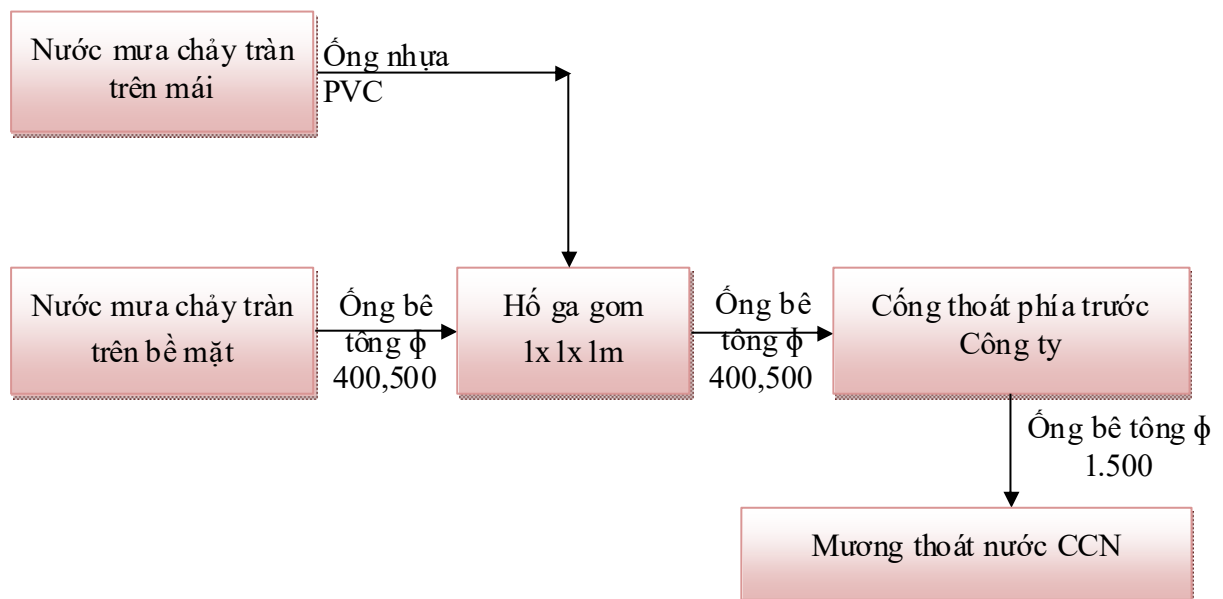 Nước mưa chảy tràn
trên mái
Ống nhựa
PVC
Nước mưa chảy tràn
trên bề mặt
Ống bê
tông ɸ
400,500
Hố ga gom
1x1x1m
Ống bê
tông ɸ
400,500
Cống thoát phía trước
Công ty
Ống bê tông ɸ
1.500
Mương thoát nước CCN